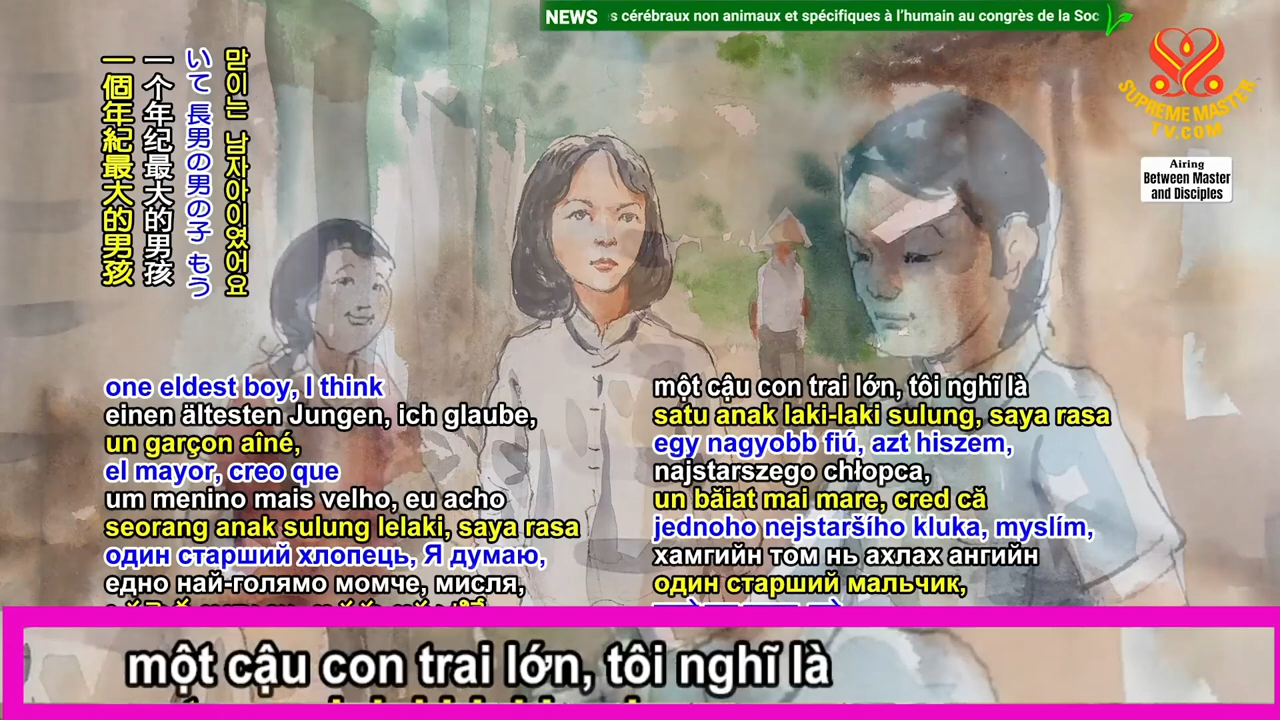 NEWS s cérébraux non animaux et spécifiques à l'humain au congrès de la Soc
SUPREME MASTER
TV.COM
Airing
Between Master
and Disciples
맏이는 남자아이였어요
いて 長男の男の子 もう
一个年纪最大的男孩
一個年紀最大的男孩
one eldest boy, I think
einen ältesten Jungen, ich glaube,
un garçon aîné,
el mayor, creo que
um menino mais velho, eu acho
seorang anak sulung lelaki, saya rasa
один старший хлопець, Я думаю,
едно най-голямо момче, мисля,
một cậu con trai lớn, tôi nghĩ là
satu anak laki-laki sulung, saya rasa
egy nagyobb fiú, azt hiszem,
najstarszego chłopca,
un băiat mai mare, cred că
jednoho nejstaršího kluka, myslím,
хамгийн том нь ахлах ангийн
один старший мальчик,
một cậu con trai lớn, tôi nghĩ là